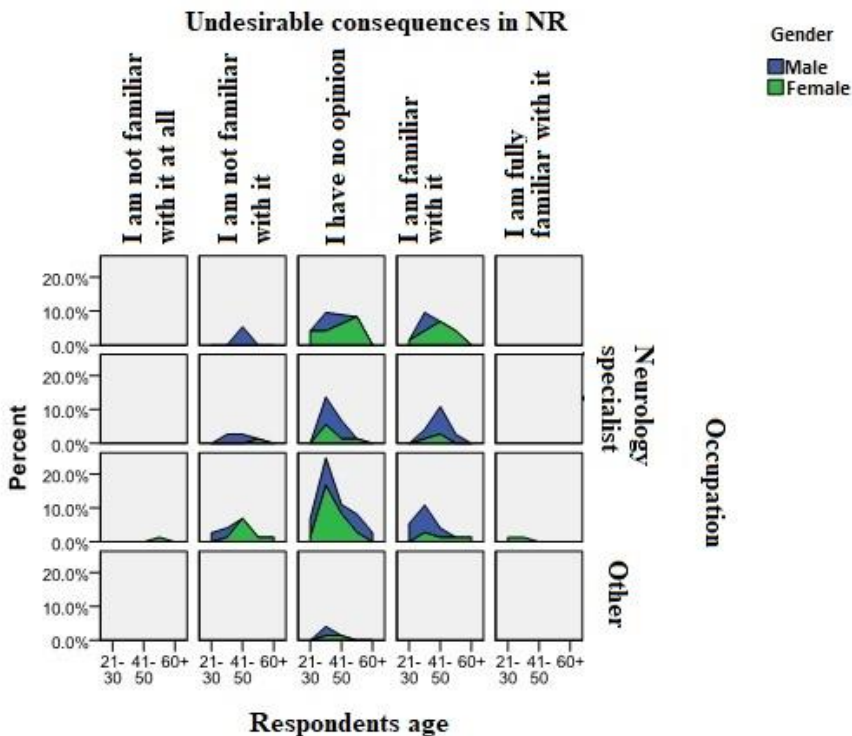 Undesirable consequences in NR
Gender
Male
Female
I am not familiar
with it at all
I am not familiar
with it
I have no opinion
I am familiar
with it
I am fully
familiar with it
20.0%
10.0%
0.0%
20.0%
10.0%
0.0%
20.0%
10.0%
0.0%
20.0%
10.0%
0.0%
Percent
Neurology
specialist
Other
Occupation
21-
30
41-
50
60+
21-
30
41-
50
60+
21-
30
41-
50
60+
21-
30
41-
50
60+
21-
30
41-
50
60+
Respondents age